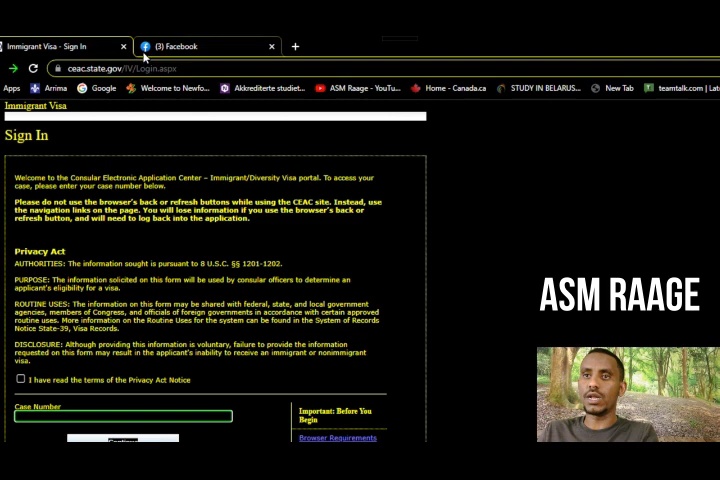 Immigrant Visa - Sign In
(3) Facebook
ceac.state.gov/IV/Login.aspx
Apps Arrima Google Welcome to Newfo... Akkrediterte studiet... ASM Raage - YouTu... Home - Canada.ca STUDY IN BELARUS... New Tab teamtalk.com | Late
Immigrant Visa
Sign In
Welcome to the Consular Electronic Application Center – Immigrant/Diversity Visa portal. To access your
case, please enter your case number below.
Please do not use the browser's back or refresh buttons while using the CEAC site. Instead, use
the navigation links on the page. You will lose information if you use the browser's back or
refresh button, and will need to log back into the application.
Privacy Act
AUTHORITIES: The information sought is pursuant to 8 U.S.C. §§ 1201-1202.
PURPOSE: The information solicited on this form will be used by consular officers to determine an
applicant's eligibility for a visa.
ROUTINE USES: The information on this form may be shared with federal, state, and local government
agencies, members of Congress, and officials of foreign governments in accordance with certain approved
routine uses. More information on the Routine Uses for the system can be found in the System of Records
Notice State-39, Visa Records.
DISCLOSURE: Although providing this information is voluntary, failure to provide the information
requested on this form may result in the applicant's inability to receive an immigrant or nonimmigrant
visa.
I have read the terms of the Privacy Act Notice
Case Number
Continue
Important: Before You
Begin
Browser Requirements
ASM RAAGE